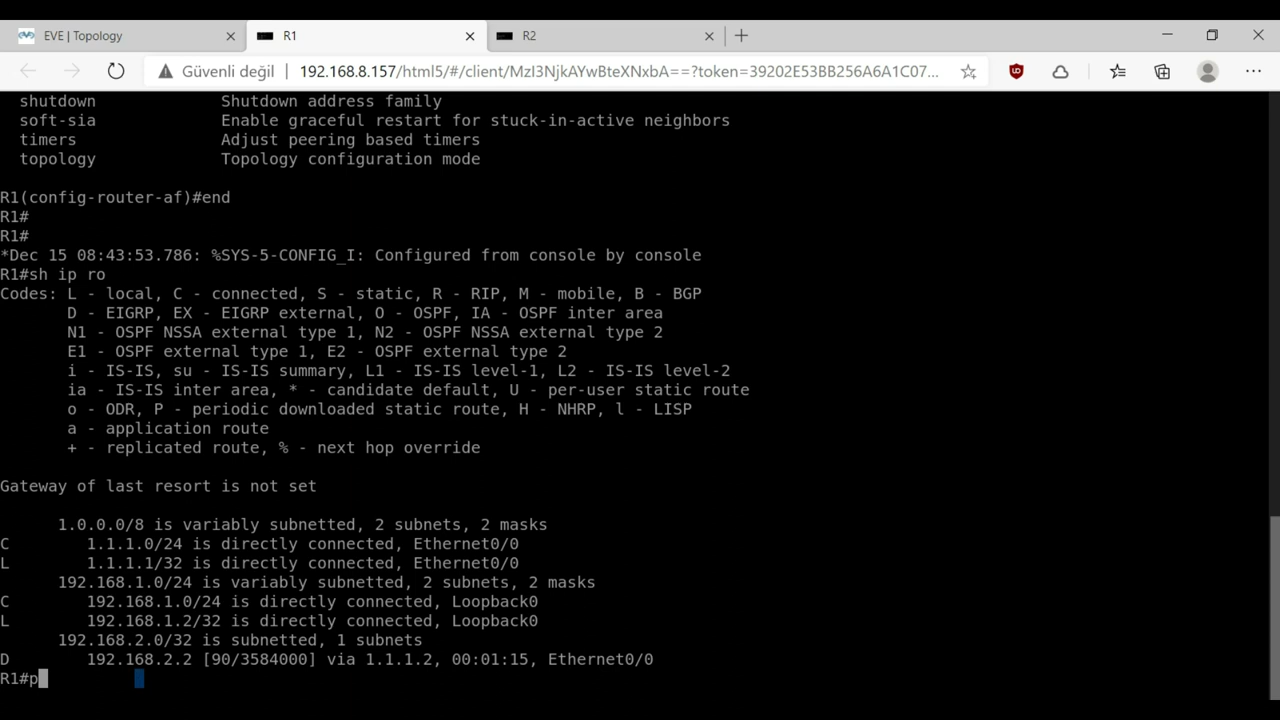 EVE | Topology
R1
R2
Güvenli değil
192.168.8.157/html5/#/client/MzI3NjkAYwBteXNxbA==?token=39202E53BB256A6A1C07...
shutdown Shutdown address family
soft-sia Enable graceful restart for stuck-in-active neighbors
timers Adjust peering based timers
topology Topology configuration mode
R1(config-router-af)#end
R1#
R1#
*Dec 15 08:43:53.786: %SYS-5-CONFIG_I: Configured from console by console
R1#sh ip ro
Codes: L - local, C - connected, S - static, R - RIP, M - mobile, B - BGP
D - EIGRP, EX - EIGRP external, O - OSPF, IA - OSPF inter area
N1 - OSPF NSSA external type 1, N2 - OSPF NSSA external type 2
E1 - OSPF external type 1, E2 - OSPF external type 2
i - IS-IS, su - IS-IS summary, L1 - IS-IS level-1, L2 - IS-IS level-2
ia - IS-IS inter area, * - candidate default, U - per-user static route
o - ODR, P - periodic downloaded static route, H - NHRP, l - LISP
a - application route
+ - replicated route, % - next hop override
Gateway of last resort is not set
1.0.0.0/8 is variably subnetted, 2 subnets, 2 masks
C 1.1.1.0/24 is directly connected, Ethernet0/0
L 1.1.1.1/32 is directly connected, Ethernet0/0
192.168.1.0/24 is variably subnetted, 2 subnets, 2 masks
C 192.168.1.0/24 is directly connected, Loopback0
L 192.168.1.2/32 is directly connected, Loopback0
192.168.2.0/32 is subnetted, 1 subnets
D 192.168.2.2 [90/3584000] via 1.1.1.2, 00:01:15, Ethernet0/0
R1#p